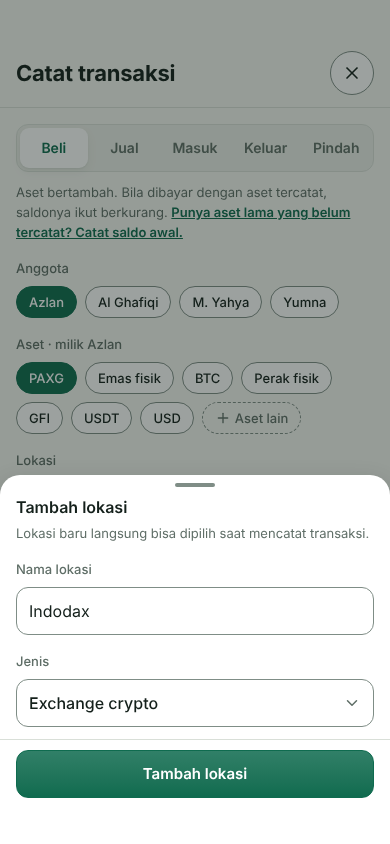 Catat transaksi
Beli Jual Masuk Keluar Pindah
Aset bertambah. Bila dibayar dengan aset tercatat,
saldonya ikut berkurang. Punya aset lama yang belum
tercatat? Catat saldo awal.
Anggota
Azlan Al Ghafiqi M. Yahya Yumna
Aset · milik Azlan
PAXG Emas fisik BTC Perak fisik
GFI USDT USD + Aset lain
Lokasi
Tambah lokasi
Lokasi baru langsung bisa dipilih saat mencatat transaksi.
Nama lokasi
Indodax
Jenis
Exchange crypto
Tambah lokasi